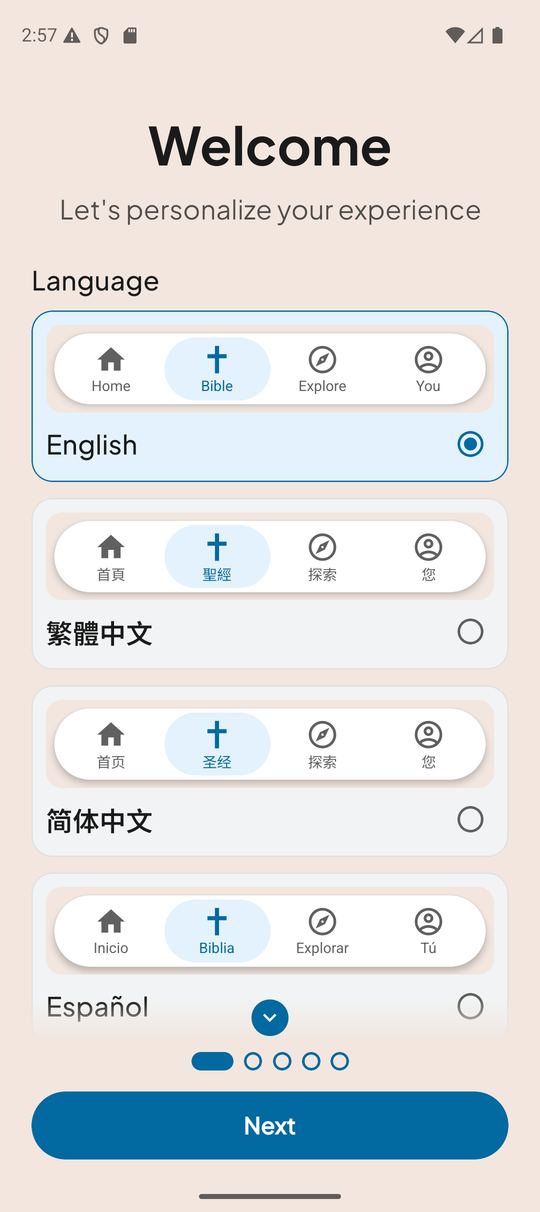 2:57
Welcome
Let's personalize your experience
Language
Home Bible Explore You
English
首頁 聖經 探索 您
繁體中文
首页 圣经 探索 您
简体中文
Inicio Biblia Explorar Tú
Español
Next